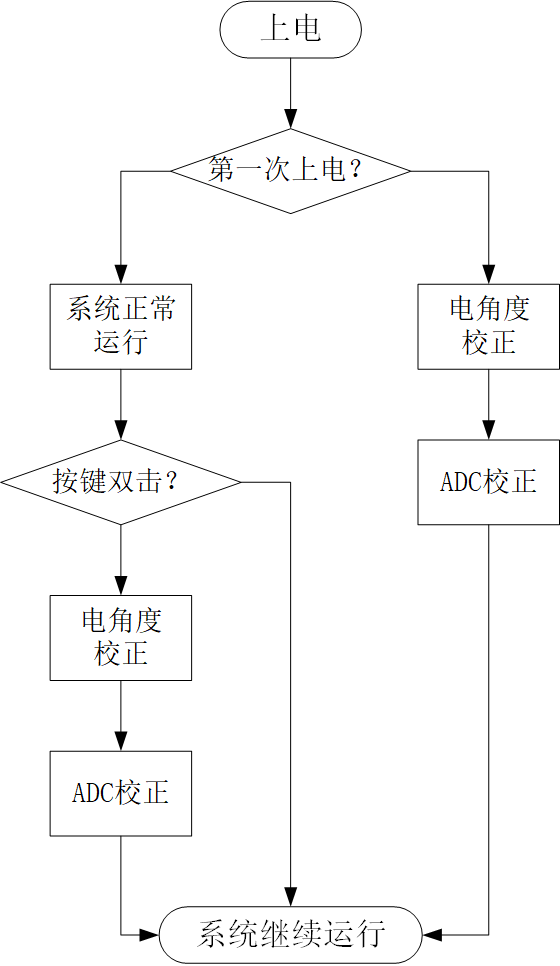 上电
第一次上电？
系统正常
运行
电角度
校正
按键双击？
ADC校正
电角度
校正
ADC校正
系统继续运行